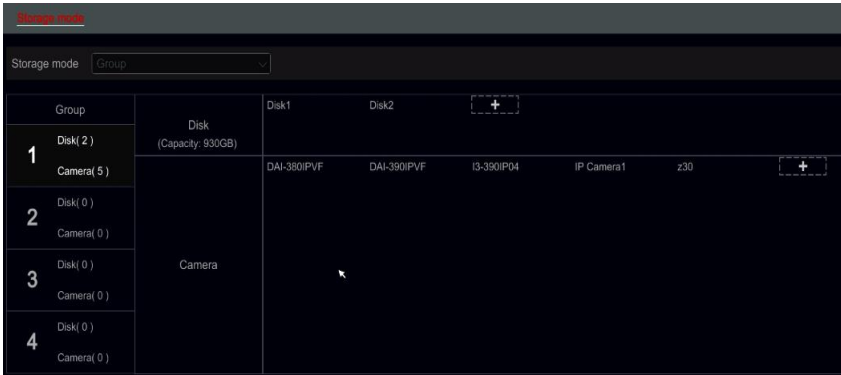 Storage mode
Storage mode Group
Group
1 Disk( 2 )
Camera( 5 )
2 Disk( 0 )
Camera( 0 )
3 Disk( 0 )
Camera( 0 )
4 Disk( 0 )
Camera( 0 )
Disk
(Capacity: 930GB)
Disk1 Disk2 +
Camera
DAI-380IPVF DAI-390IPVF I3-390IP04 IP Camera1 z30 +